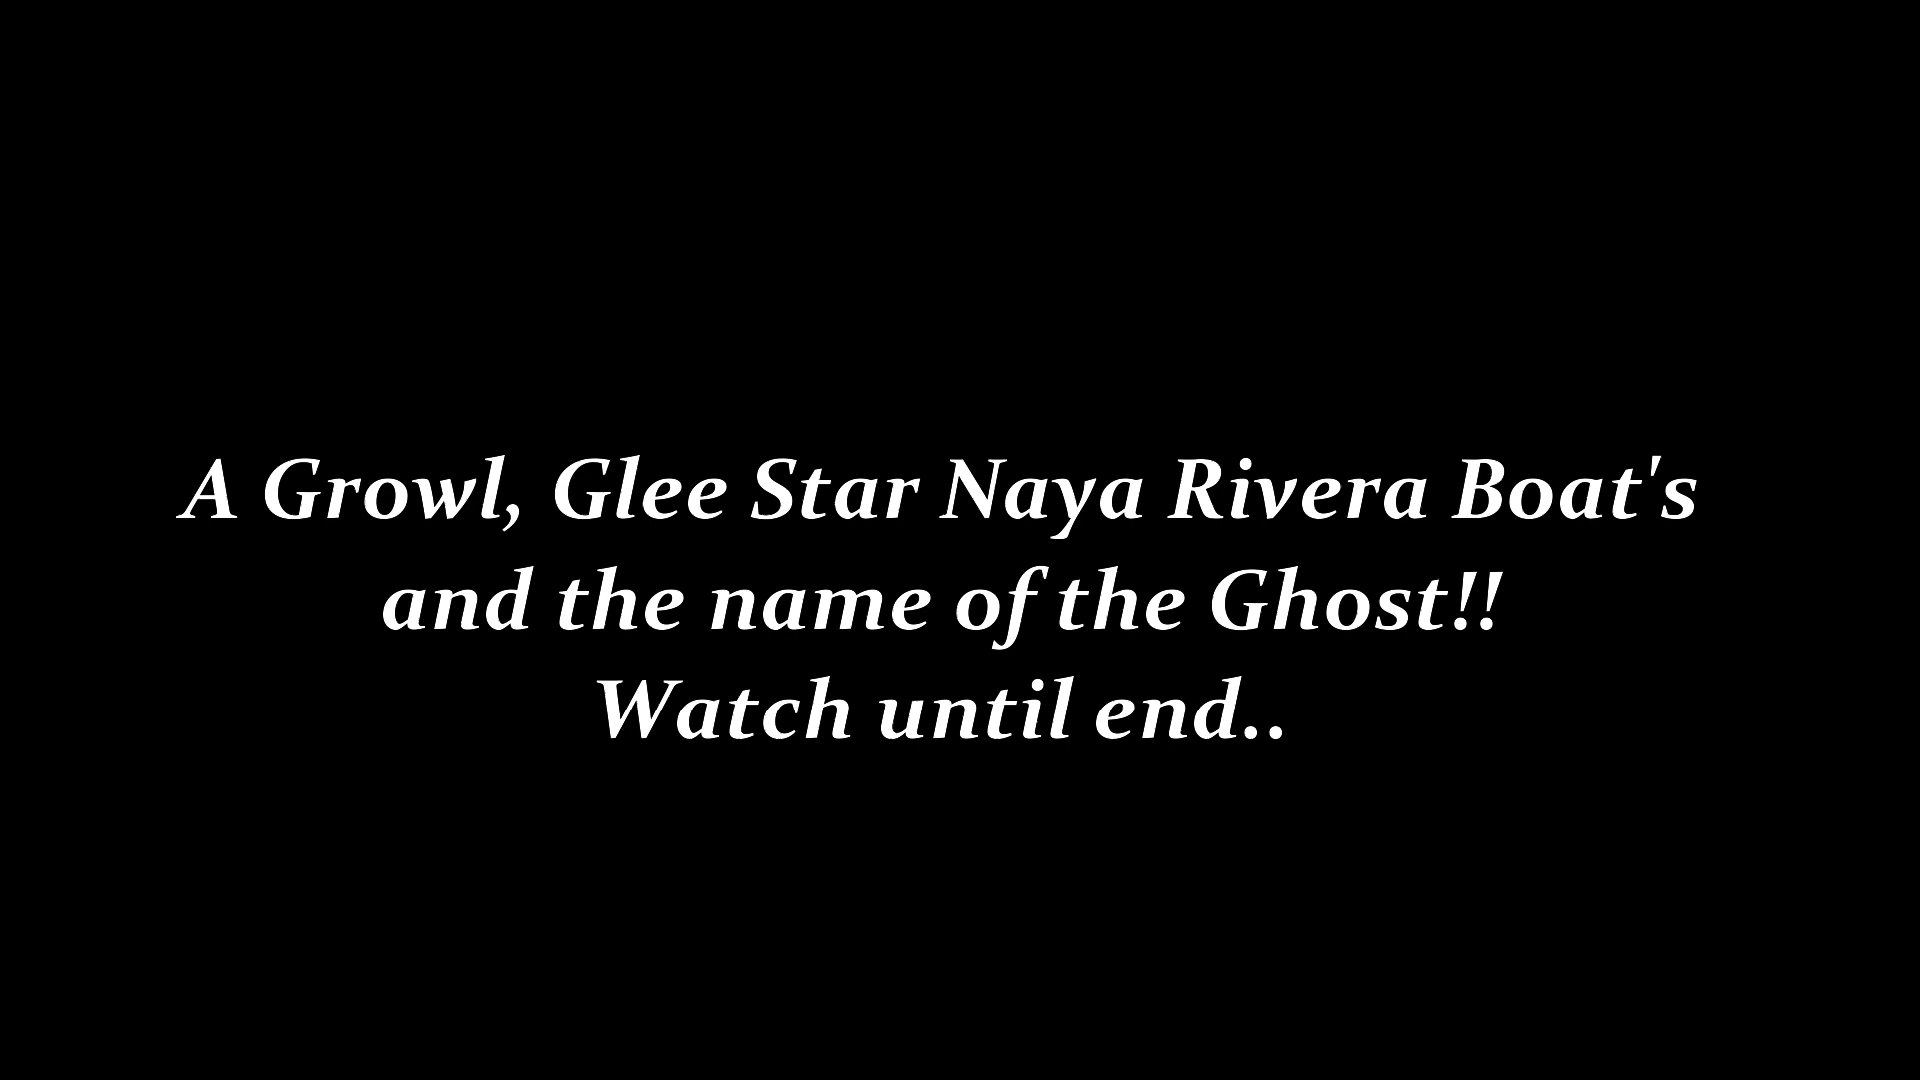 A Growl, Glee Star Naya Rivera Boat's
and the name of the Ghost!!
Watch until end..